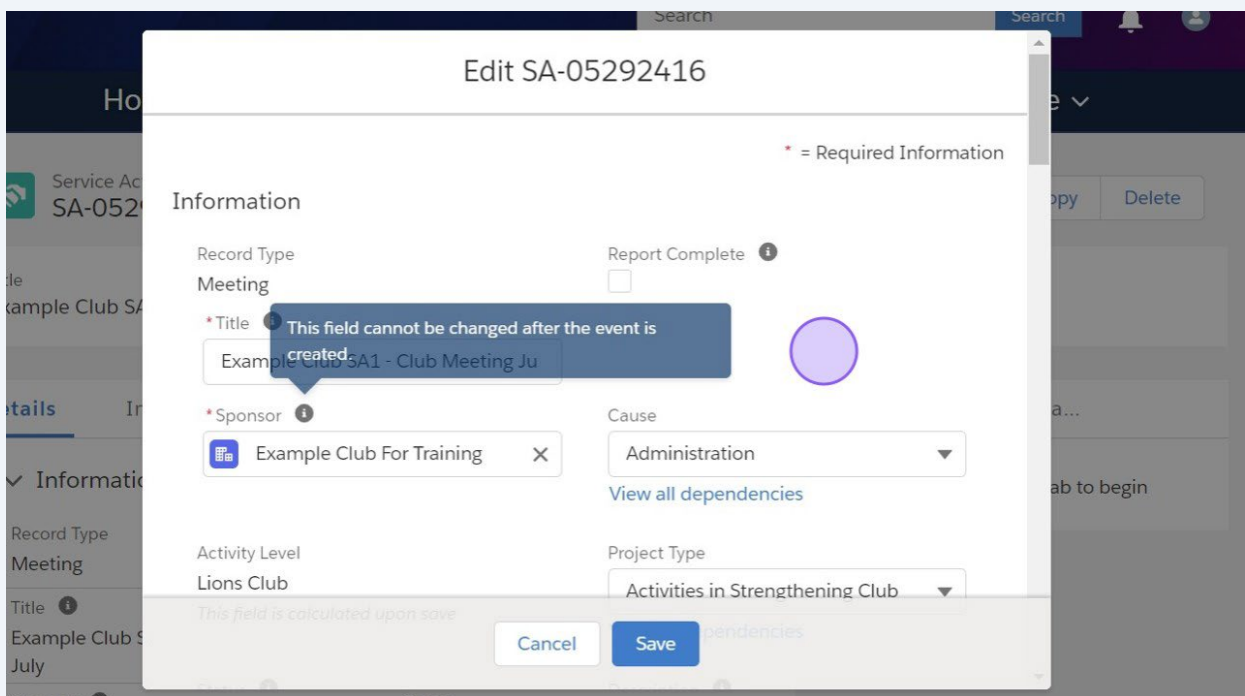 Search
Search
Edit SA-05292416
Ho
e
* = Required Information
Service Ac
SA-052
Information
opy
Delete
Record Type
Report Complete
Meeting
* Title
This field cannot be changed after the event is
created.
Example Club SA1 - Club Meeting Ju
Example Club SA
* Sponsor
Cause
Example Club For Training
Administration
View all dependencies
Details
In
a...
Informatio
ab to begin
Record Type
Meeting
Activity Level
Project Type
Lions Club
Activities in Strengthening Club
This field is calculated upon save
dependencies
Title
Example Club S
July
Cancel
Save